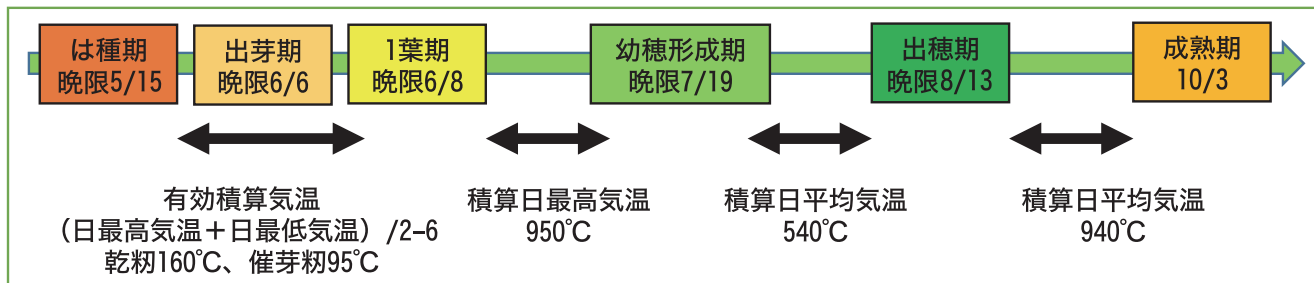 は種期
晩限5/15
出芽期
晩限6/6
1葉期
晩限6/8
幼穂形成期
晩限7/19
出穂期
晩限8/13
成熟期
10/3
有効積算気温
（日最高気温＋日最低気温）/2−6
乾籾160℃、催芽籾95℃
積算日最高気温
950℃
積算日平均気温
540℃
積算日平均気温
940℃